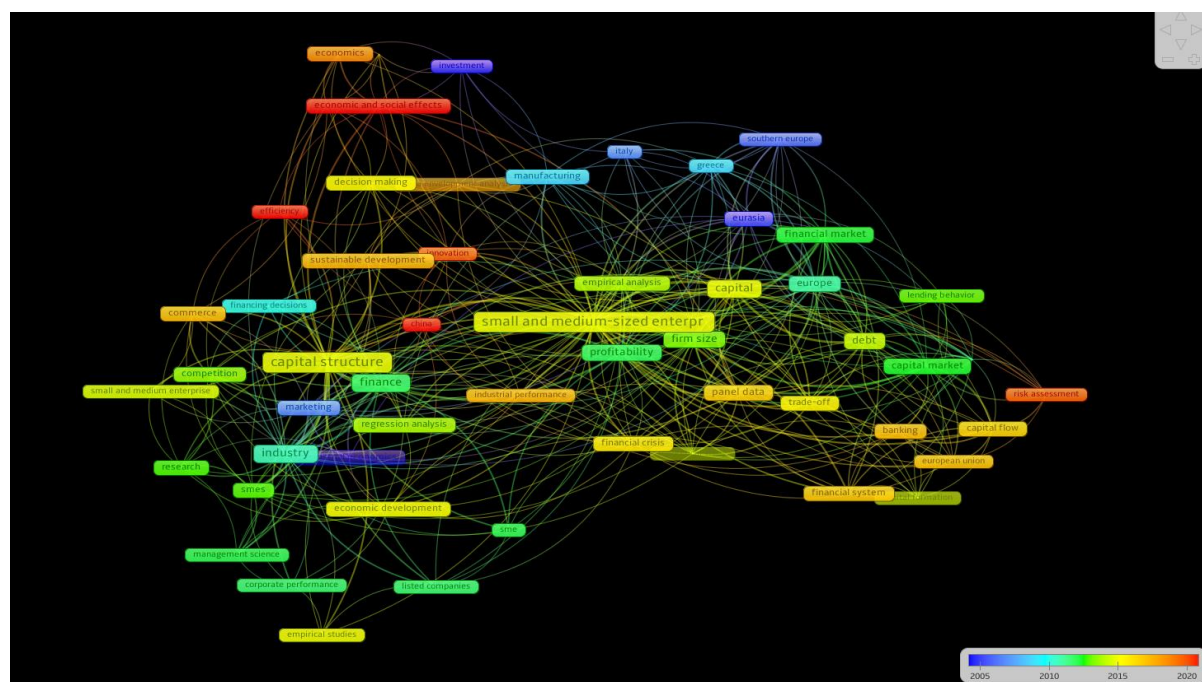 economics
investment
economic and social effects
southern europe
italy
greece
manufacturing
decision making
efficiency
eurasia
financial market
innovation
sustainable development
empirical analysis
capital
europe
lending behavior
financing decisions
commerce
china
small and medium-sized enterpr
firm size
debt
profitability
capital structure
capital market
competition
finance
small and medium enterprise
industrial performance
panel data
risk assessment
trade-off
marketing
regression analysis
banking
capital flow
financial crisis
industry
european union
research
smes
financial system
economic development
sme
management science
corporate performance
listed companies
empirical studies
2005 2010 2015 2020